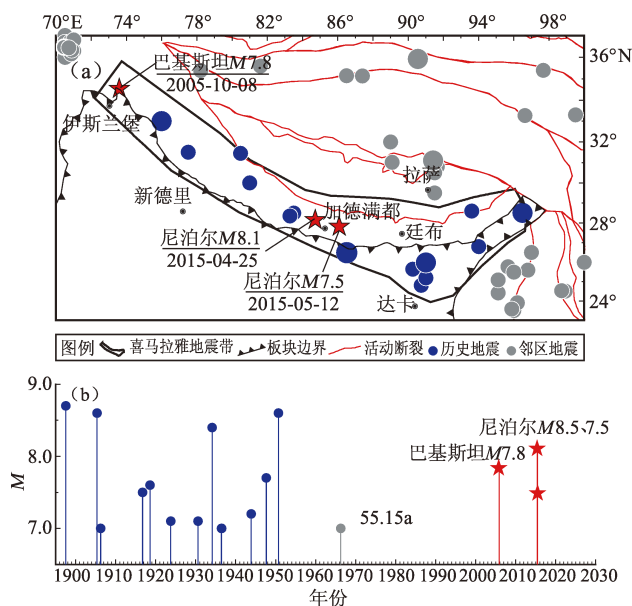 70°E 74 78 82 86 90 94 98°
(a)
巴基斯坦M7.8
2005-10-08
36°N
伊斯兰堡
32°
拉萨
新德里
加德满都
28°
廷布
尼泊尔M8.1
2015-04-25
尼泊尔M7.5
2015-05-12
达卡
24°
图例 喜马拉雅地震带 板块边界 活动断裂 历史地震 邻区地震
9.0
(b)
尼泊尔M8.5、7.5
巴基斯坦M7.8
8.0
M
55.15a
7.0
1900 1910 1920 1930 1940 1950 1960 1970 1980 1990 2000 2010 2020 2030
年份